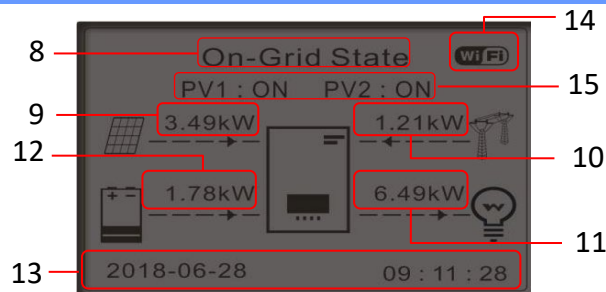 14
8 On-Grid State WiFi
PV1 : ON PV2 : ON 15
9 3.49kW 1.21kW
12 10
+ - 1.78kW 6.49kW
11
13 2018-06-28 09 : 11 : 28